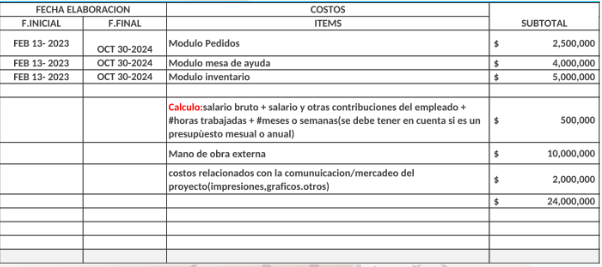 FECHA ELABORACION COSTOS
F.INICIAL F.FINAL ITEMS SUBTOTAL
FEB 13- 2023 OCT 30-2024 Modulo Pedidos $ 2,500,000
FEB 13- 2023 OCT 30-2024 Modulo mesa de ayuda $ 4,000,000
FEB 13- 2023 OCT 30-2024 Modulo inventario $ 5,000,000
Calculo:salario bruto + salario y otras contribuciones del empleado +
#horas trabajadas + #meses o semanas(se debe tener en cuenta si es un
presupùesto mesual o anual) $ 500,000
Mano de obra externa $ 10,000,000
costos relacionados con la comunuicacion/mercadeo del
proyecto(impresiones,graficos.otros) $ 2,000,000
$ 24,000,000